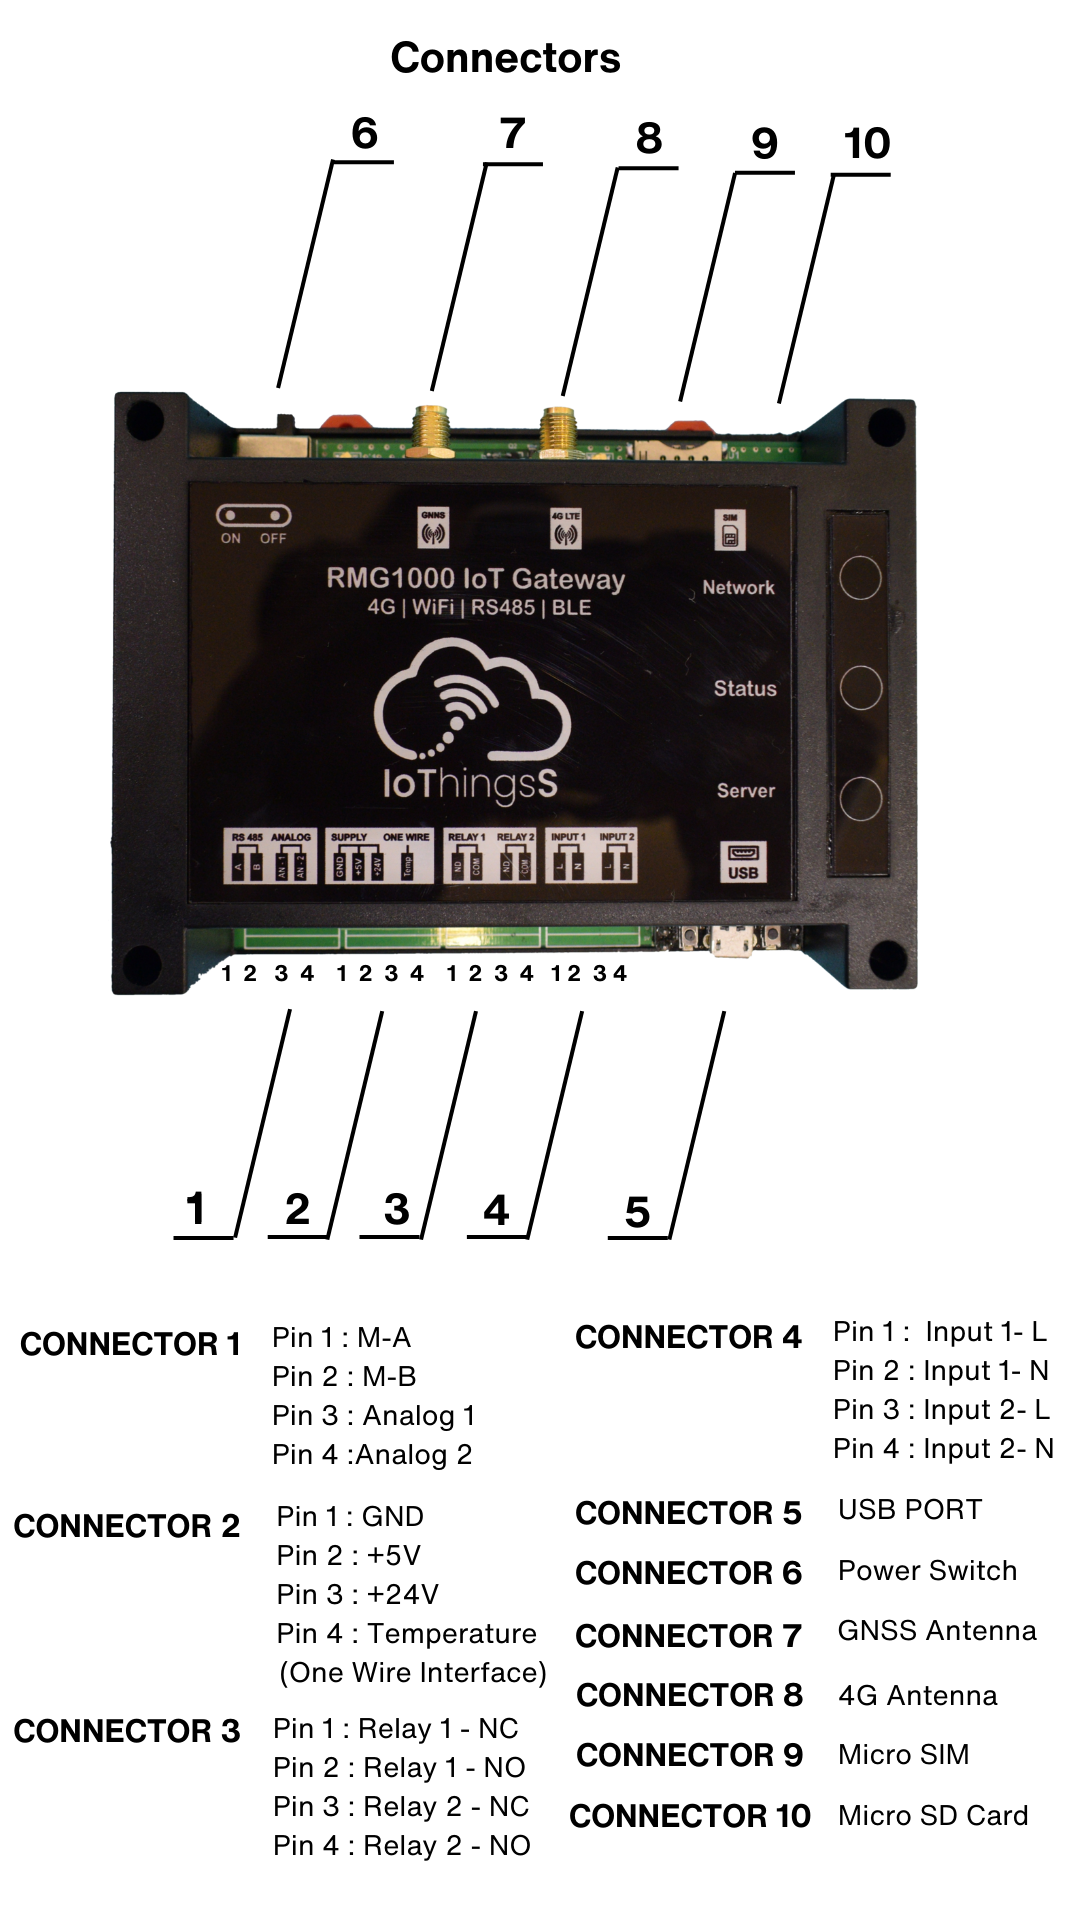 Connectors
6 7 8 9 10
ON OFF
GNNS
4G LTE
SIM
RMG1000 IoT Gateway
4G | WiFi | RS485 | BLE
Network
Status
IoThingsS
Server
RS 485 ANALOG
A B AN - 1 AN - 2
SUPPLY ONE WIRE
GND +5V +24V Temp
RELAY 1 RELAY 2
NO COM NO COM
INPUT 1 INPUT 2
L N L N
USB
1 2 3 4 1 2 3 4 1 2 3 4 1 2 3 4
1 2 3 4 5
CONNECTOR 1
Pin 1 : M-A
Pin 2 : M-B
Pin 3 : Analog 1
Pin 4 :Analog 2
CONNECTOR 2
Pin 1 : GND
Pin 2 : +5V
Pin 3 : +24V
Pin 4 : Temperature
(One Wire Interface)
CONNECTOR 3
Pin 1 : Relay 1 - NC
Pin 2 : Relay 1 - NO
Pin 3 : Relay 2 - NC
Pin 4 : Relay 2 - NO
CONNECTOR 4
Pin 1 : Input 1- L
Pin 2 : Input 1- N
Pin 3 : Input 2- L
Pin 4 : Input 2- N
CONNECTOR 5 USB PORT
CONNECTOR 6 Power Switch
CONNECTOR 7 GNSS Antenna
CONNECTOR 8 4G Antenna
CONNECTOR 9 Micro SIM
CONNECTOR 10 Micro SD Card